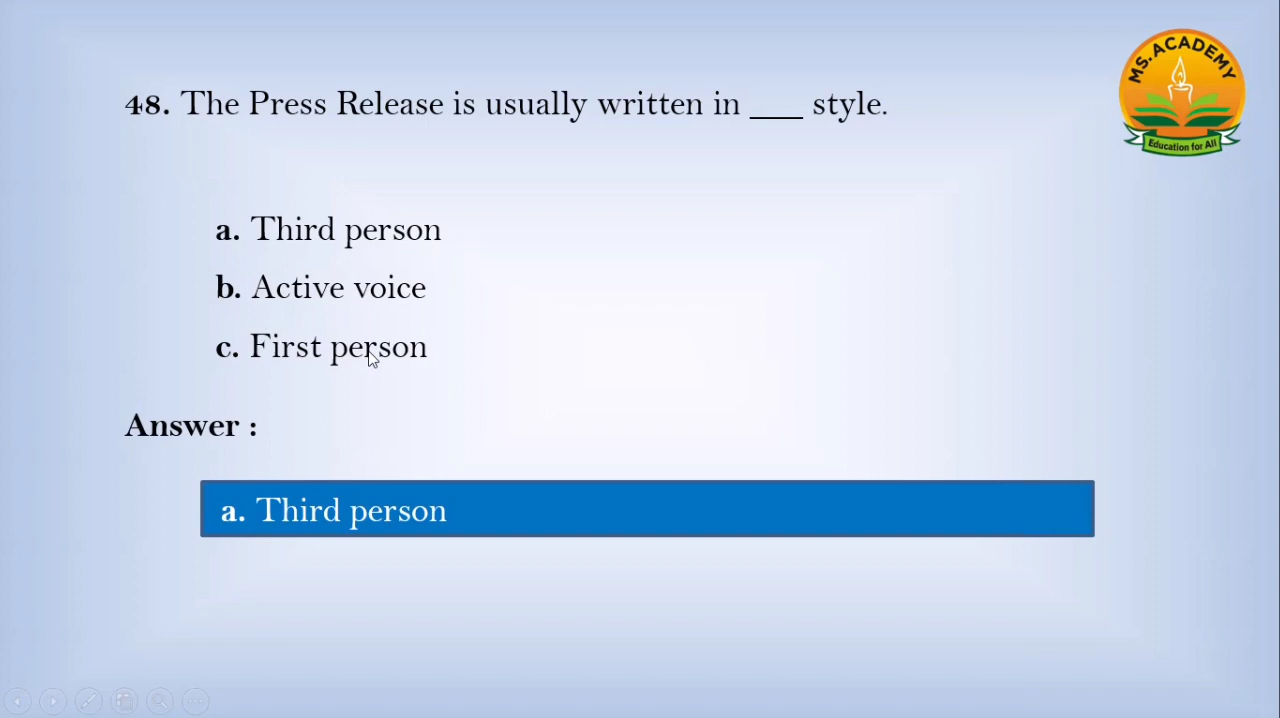 MS. ACADEMY
Education for All
48. The Press Release is usually written in ___ style.
a. Third person
b. Active voice
c. First person
Answer :
a. Third person